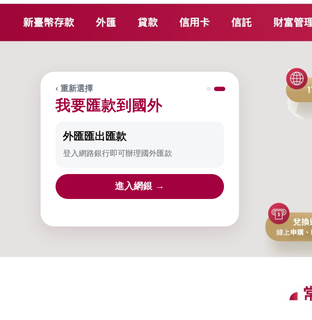 新臺幣存款 外匯 貸款 信用卡 信託 財富管理
‹ 重新選擇
我要匯款到國外
外匯匯出匯款
登入網路銀行即可辦理國外匯款
進入網銀 →
兌換
線上申購、
常